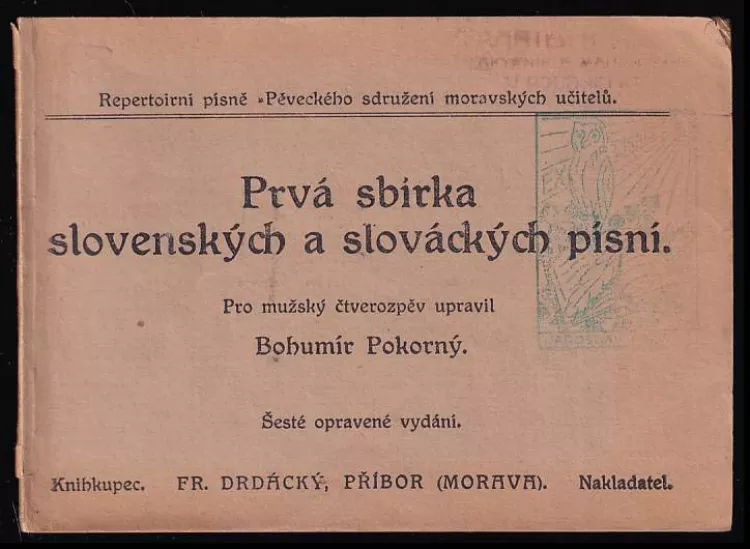 Repertoirní písně »Pěveckého sdružení moravských učitelů.
Prvá sbírka
slovenských a slováckých písní.
Pro mužský čtverozpěv upravil
Bohumír Pokorný.
Šesté opravené vydání.
Knihkupec. FR. DRDÁCKÝ, PŘÍBOR (MORAVA). Nakladatel.
EX